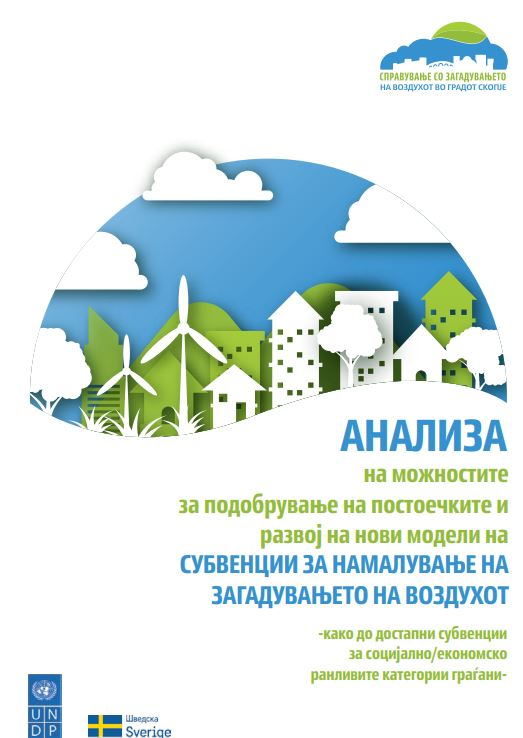 СПРАВУВАЊЕ СО ЗАГАДУВАЊЕТО
НА ВОЗДУХОТ ВО ГРАДОТ СКОПЈЕ
АНАЛИЗА
на можностите
за подобрување на постоечките и
развој на нови модели на
СУБВЕНЦИИ ЗА НАМАЛУВАЊЕ НА
ЗАГАДУВАЊЕТО НА ВОЗДУХОТ
-како до достапни субвенции
за социјално/економско
ранливите категории граѓани-
U N
D P
Шведска
Sverige